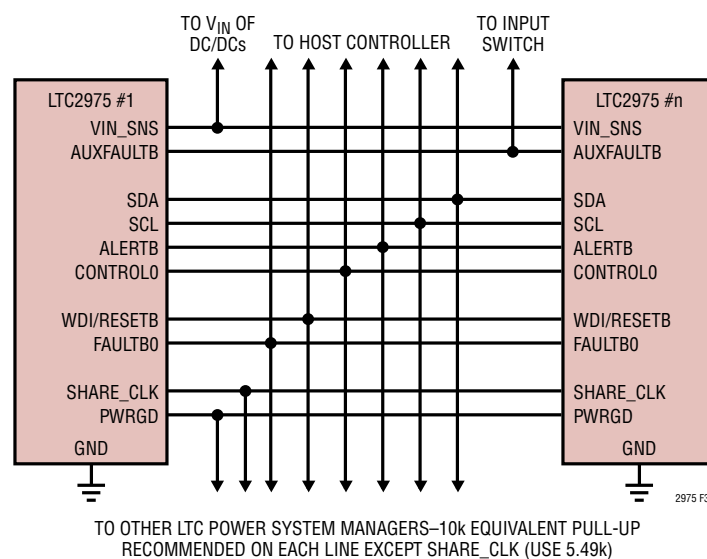 TO VIN OF
DC/DCs
TO HOST CONTROLLER
TO INPUT
SWITCH
LTC2975 #1
VIN_SNS
AUXFAULTB
SDA
SCL
ALERTB
CONTROL0
WDI/RESETB
FAULTB0
SHARE_CLK
PWRGD
GND
LTC2975 #n
VIN_SNS
AUXFAULTB
SDA
SCL
ALERTB
CONTROL0
WDI/RESETB
FAULTB0
SHARE_CLK
PWRGD
GND
2975 F3
TO OTHER LTC POWER SYSTEM MANAGERS–10k EQUIVALENT PULL-UP
RECOMMENDED ON EACH LINE EXCEPT SHARE_CLK (USE 5.49k)